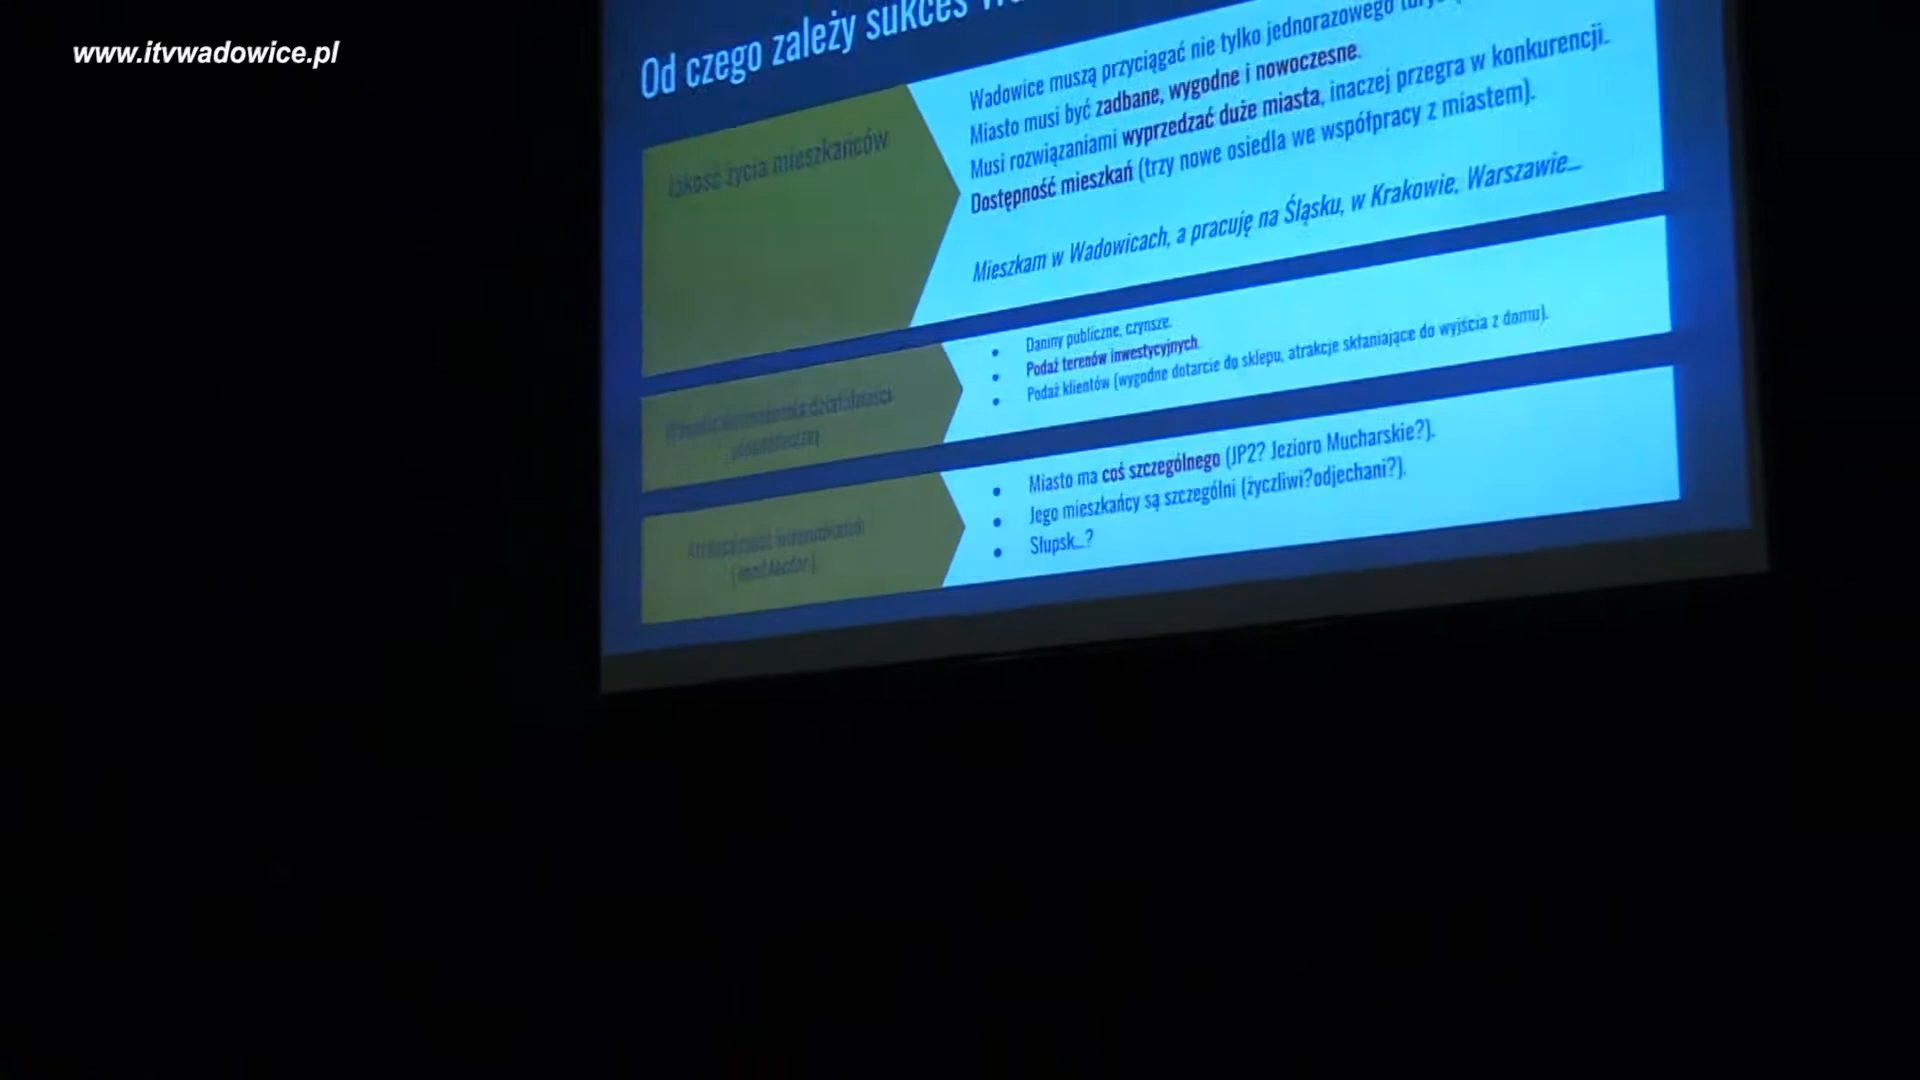 www.itvwadowice.pl
Od czego zależy sukces
Jakość życia mieszkańców
Wadowice muszą przyciągać nie tylko jednorazowego
Miasto musi być zadbane, wygodne i nowoczesne.
Musi rozwiązaniami wyprzedzać duże miasta, inaczej przegra w konkurencji.
Dostępność mieszkań (trzy nowe osiedla we współpracy z miastem).
Mieszkam w Wadowicach, a pracuję na Śląsku, w Krakowie, Warszawie...
działalności
• Daniny publiczne, czynsze.
• Podaż terenów inwestycyjnych.
• Podaż klientów (wygodne dotarcie do sklepu, atrakcje skłaniające do wyjścia z domu).
• Miasto ma coś szczególnego (JP2? Jezioro Mucharskie?).
• Jego mieszkańcy są szczególni (życzliwi?odjechani?).
• Słupsk...?